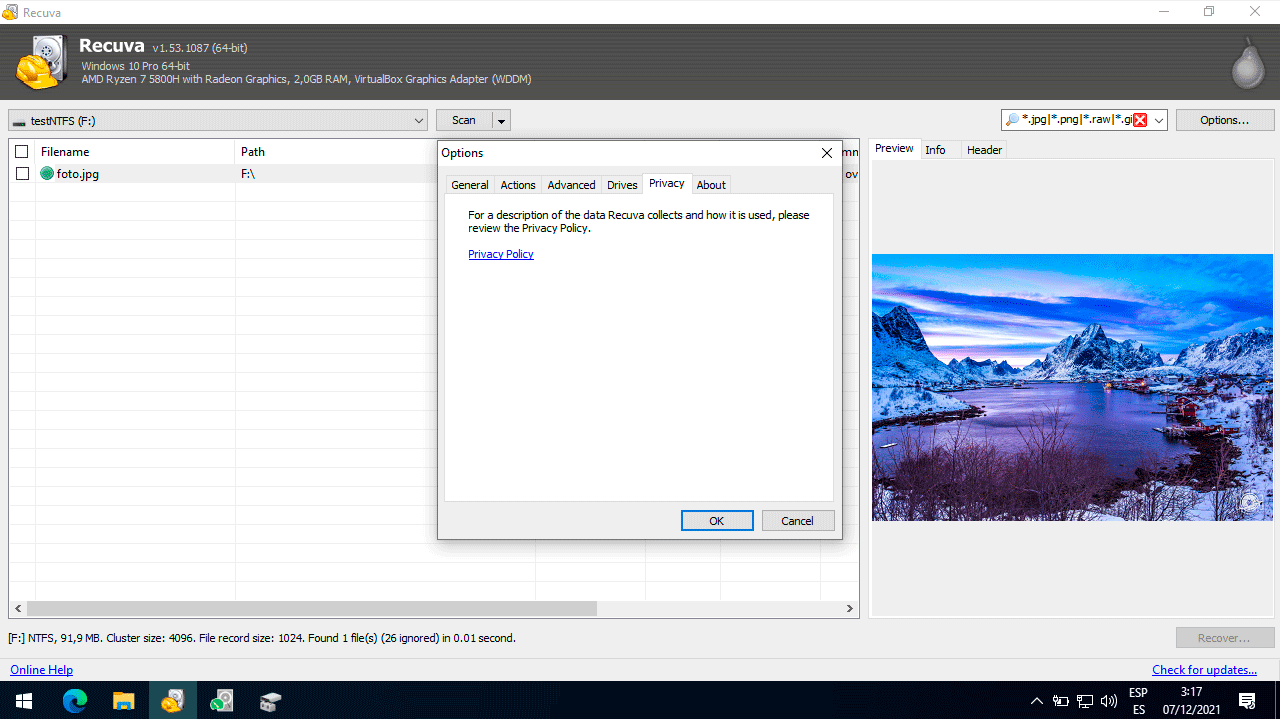 Recuva
Recuva v1.53.1087 (64-bit)
Windows 10 Pro 64-bit
AMD Ryzen 7 5800H with Radeon Graphics, 2,0GB RAM, VirtualBox Graphics Adapter (WDDM)
testNTFS (F:)
Scan
*.jpg|*.png|*.raw|*.gi
Options...
Filename
Path
mn
foto.jpg
F:\
ov
Options
General
Actions
Advanced
Drives
Privacy
About
For a description of the data Recuva collects and how it is used, please
review the Privacy Policy.
Privacy Policy
OK
Cancel
Preview
Info
Header
[F:] NTFS, 91,9 MB. Cluster size: 4096. File record size: 1024. Found 1 file(s) (26 ignored) in 0.01 second.
Recover...
Online Help
Check for updates...
ESP
ES
3:17
07/12/2021